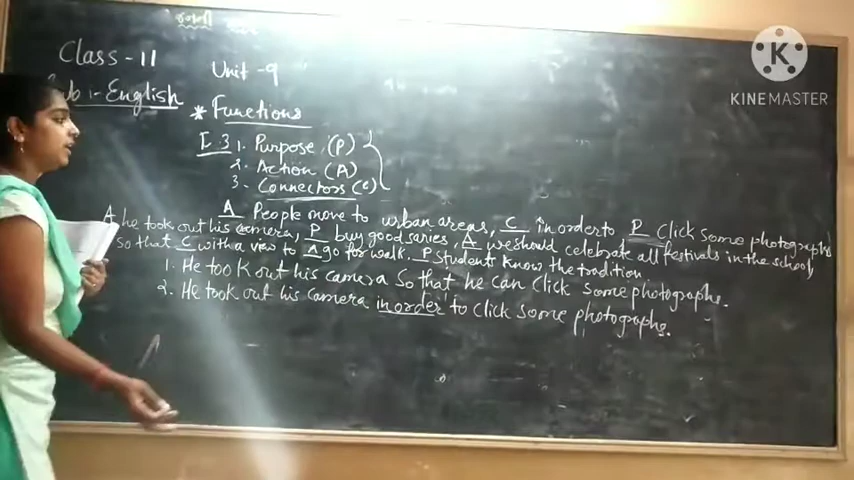 Class - 11
Unit - 9
Sub :- English
* Functions
E.3 1. Purpose (P)
2. Action (A)
3. Connectors (c)
A People move to urban areas, C in order to P Click Some photographs
A he took out his camera, P buy good saries, A we should celebrate all festivals in the school,
so that C with a view to A go for walk. P students know the tradition
1. He took out his camera so that he can click some photographs.
2. He took out his camera in order to click some photographs.
K
KINEMASTER